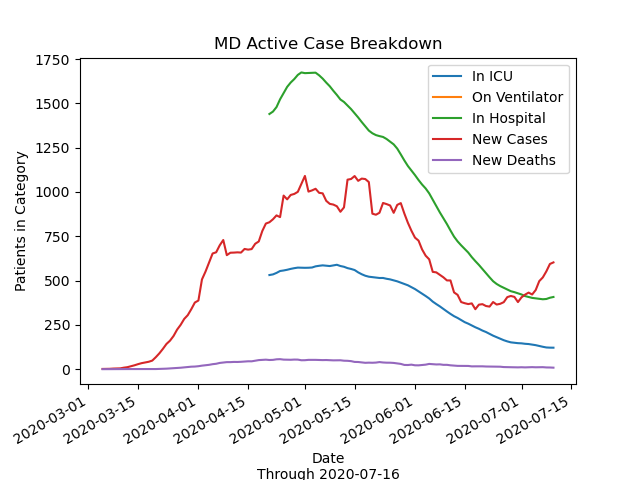 MD Active Case Breakdown
Patients in Category
1750
1500
1250
1000
750
500
250
0
In ICU
On Ventilator
In Hospital
New Cases
New Deaths
2020-03-01
2020-03-15
2020-04-01
2020-04-15
2020-05-01
2020-05-15
2020-06-01
2020-06-15
2020-07-01
2020-07-15
Date
Through 2020-07-16